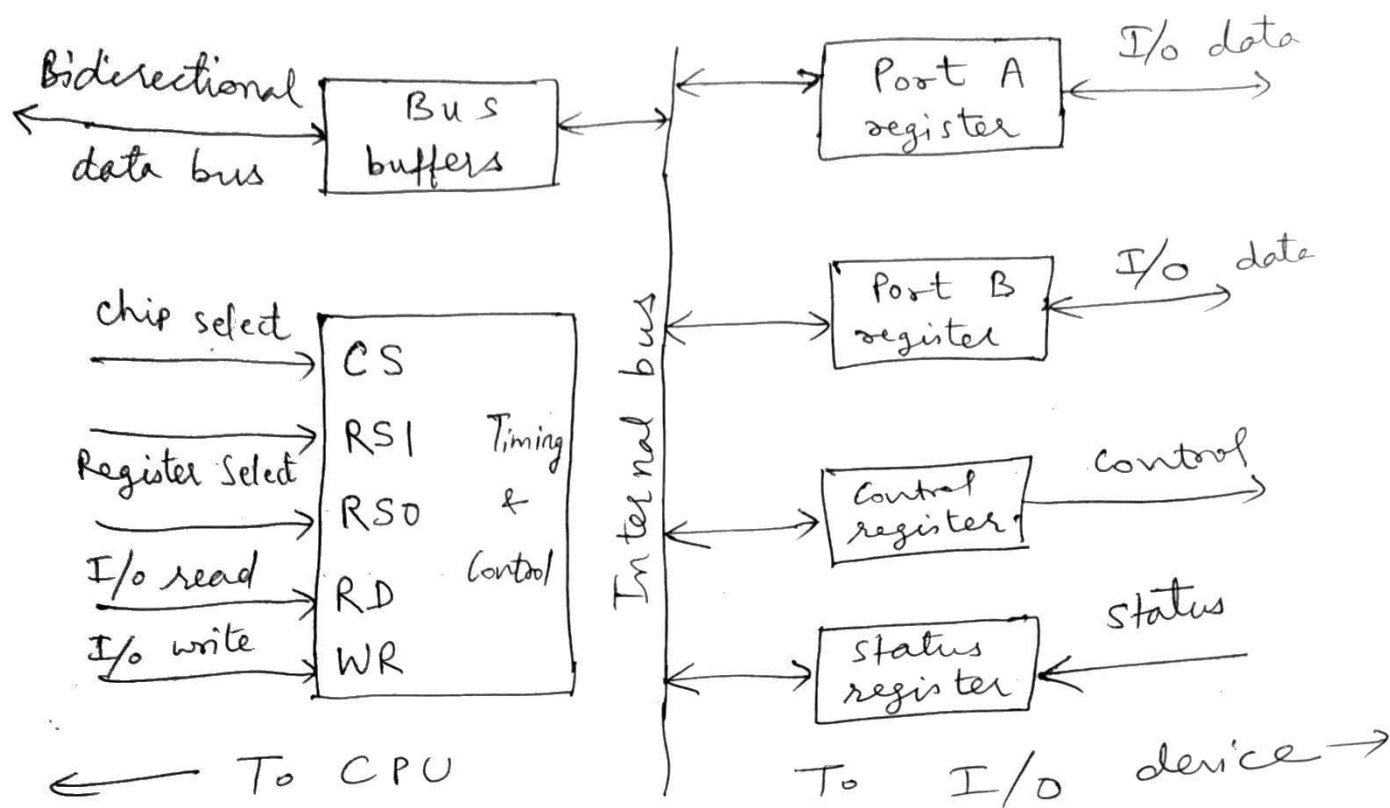 Bidirectional
data bus
Bus
buffers
Port A
register
I/o data
Port B
register
I/o data
chip select
CS
RS1
Register Select
RS0
I/o read
RD
I/o write
WR
Timing
&
Control
Internal bus
Control
register
control
status
register
status
To CPU
To I/O device